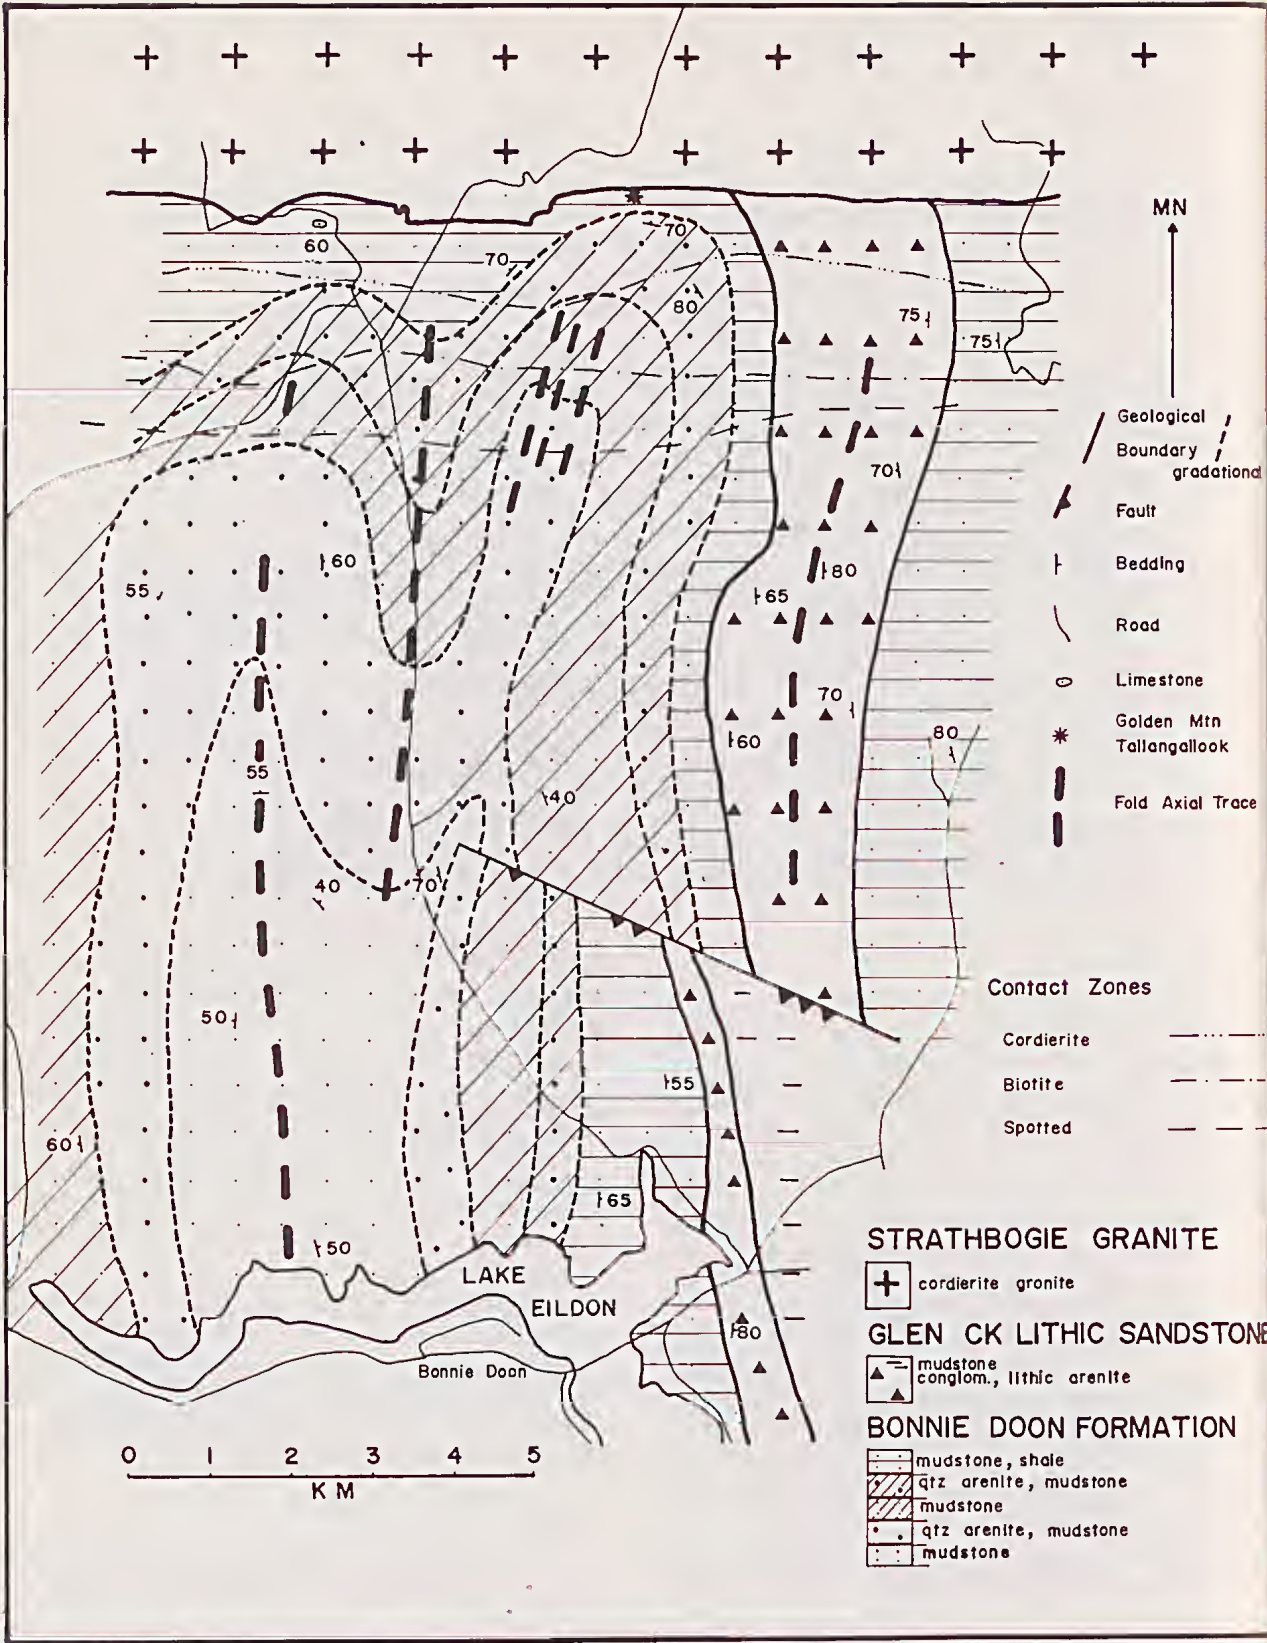 MN
60
70
70
80
75
75
70
60
55
80
65
70
60
80
55
40
40
70
50
55
60
65
50
80
Geological
Boundary
gradational
Fault
Bedding
Road
Limestone
Golden Mtn
Tallangallook
Fold Axial Trace
Contact Zones
Cordierite
Biotite
Spotted
LAKE
EILDON
Bonnie Doon
0 1 2 3 4 5
KM
STRATHBOGIE GRANITE
cordierite gronite
GLEN CK LITHIC SANDSTONE
mudstone
conglom., lithic arenite
BONNIE DOON FORMATION
mudstone, shale
qtz arenite, mudstone
mudstone
qtz arenite, mudstone
mudstone